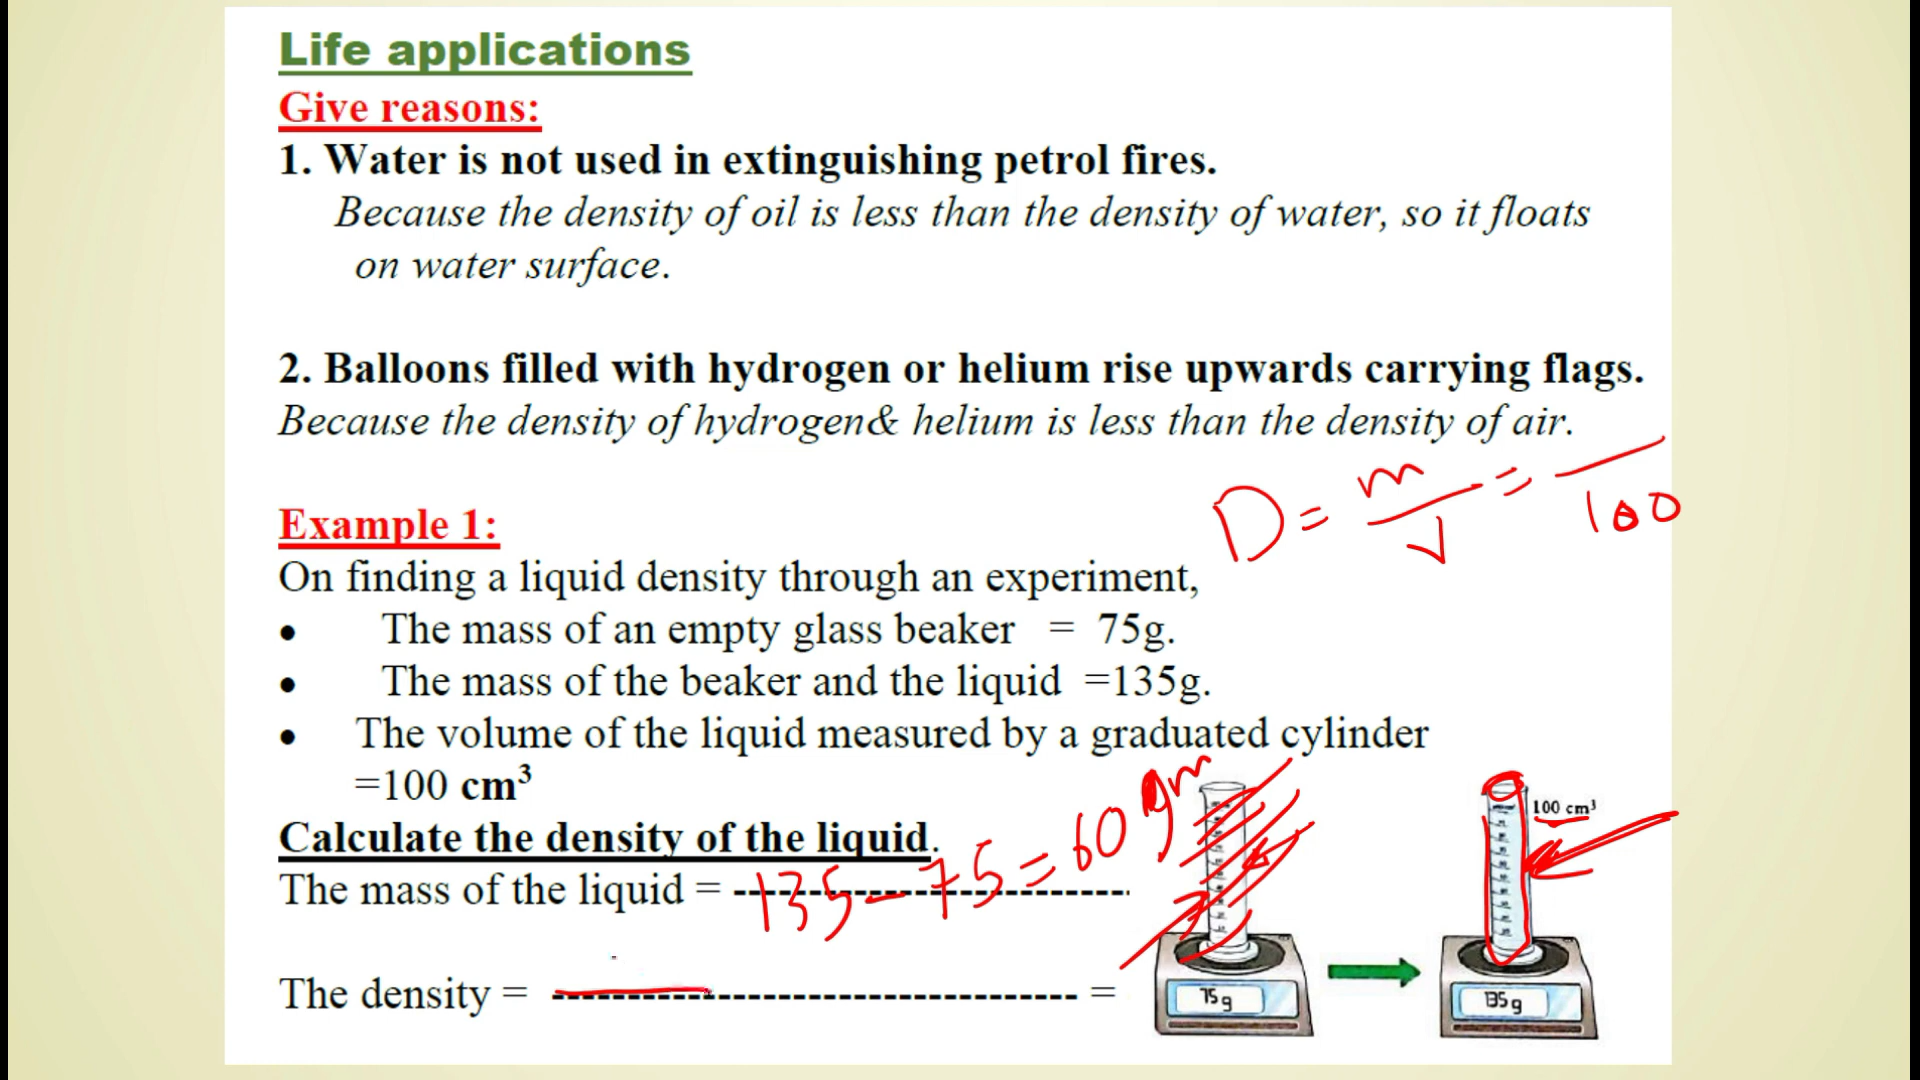 Life applications
Give reasons:
1. Water is not used in extinguishing petrol fires.
Because the density of oil is less than the density of water, so it floats
on water surface.
2. Balloons filled with hydrogen or helium rise upwards carrying flags.
Because the density of hydrogen& helium is less than the density of air.
D = m/v = /100
Example 1:
On finding a liquid density through an experiment,
• The mass of an empty glass beaker = 75g.
• The mass of the beaker and the liquid =135g.
• The volume of the liquid measured by a graduated cylinder
=100 cm³
100 cm³
Calculate the density of the liquid.
The mass of the liquid = 135 - 75 = 60 gm
The density = ---------------------------------- =
75g
135g